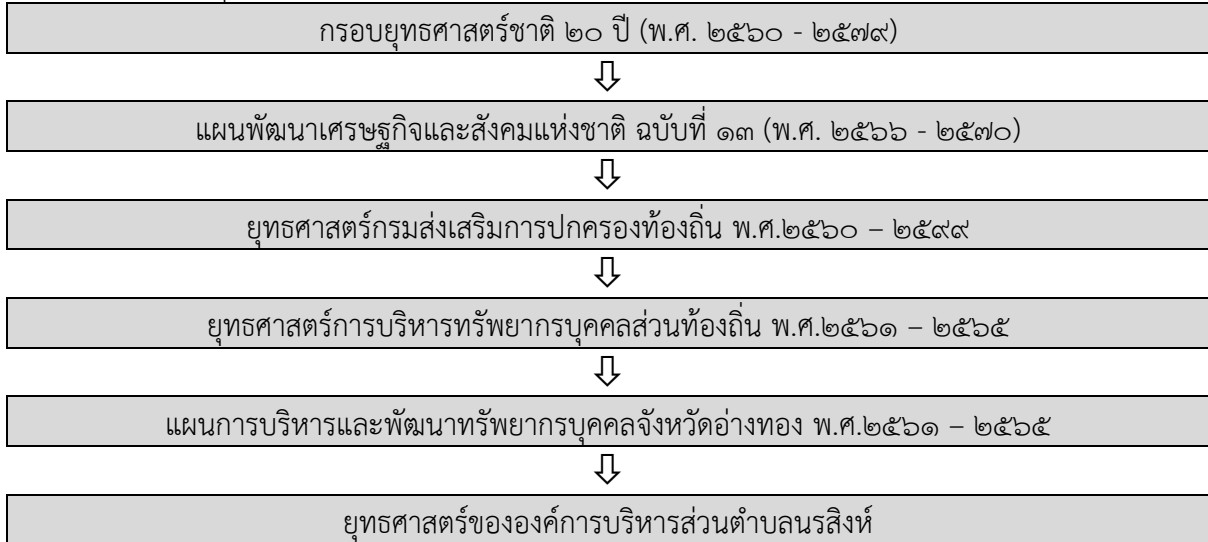 กรอบยุทธศาสตร์ชาติ ๒๐ ปี (พ.ศ. ๒๕๖๐ - ๒๕๗๙)
แผนพัฒนาเศรษฐกิจและสังคมแห่งชาติ ฉบับที่ ๑๓ (พ.ศ. ๒๕๖๖ - ๒๕๗๐)
ยุทธศาสตร์กรมส่งเสริมการปกครองท้องถิ่น พ.ศ.๒๕๖๐ – ๒๕๙๙
ยุทธศาสตร์การบริหารทรัพยากรบุคคลส่วนท้องถิ่น พ.ศ.๒๕๖๑ – ๒๕๖๕
แผนการบริหารและพัฒนาทรัพยากรบุคคลจังหวัดอ่างทอง พ.ศ.๒๕๖๑ – ๒๕๖๕
ยุทธศาสตร์ขององค์การบริหารส่วนตำบลนรสิงห์